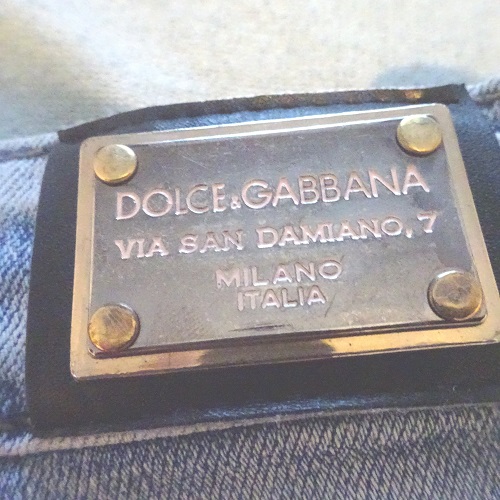 DOLCE&GABBANA
VIA SAN DAMIANO, 7
MILANO
ITALIA